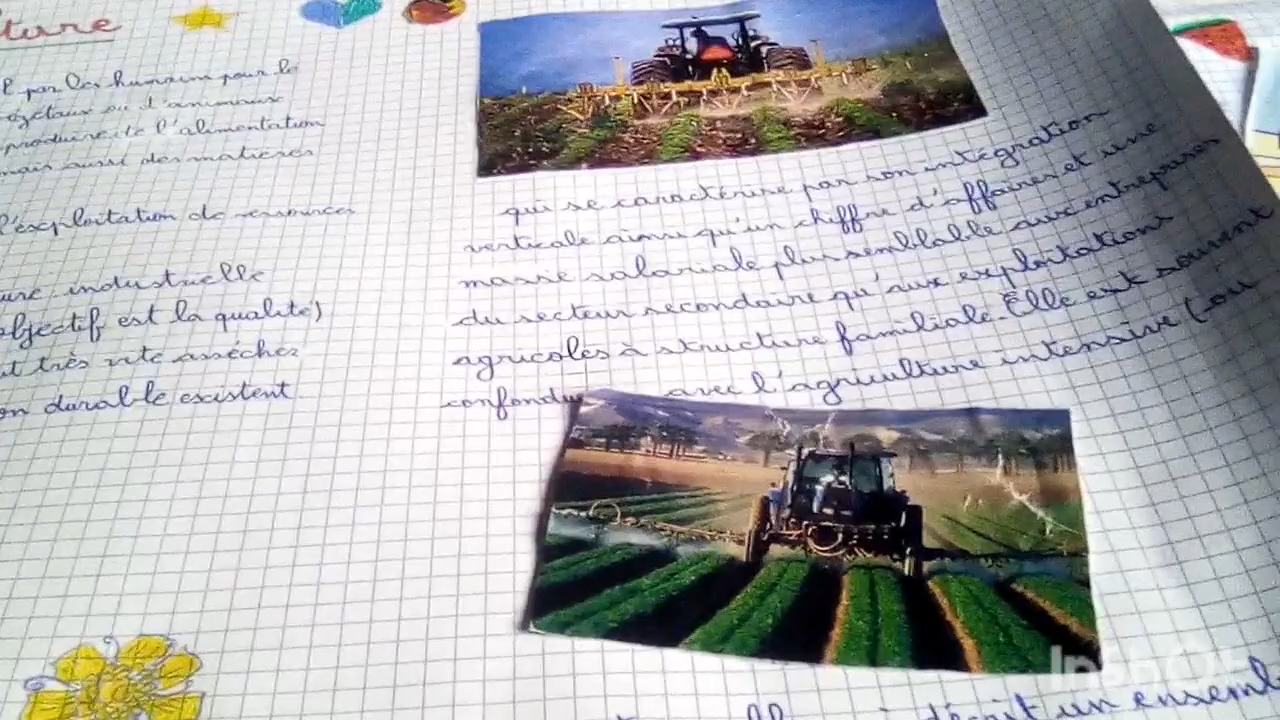 ture
par les humains pour la
végétaux ou d'animaux
produire de l'alimentation
mais aussi des matières
l'exploitation de ressources
ure industrielle
objectif est la qualité)
t très vite assécher
on durable existent
qui se caractérise par son intégration
verticale ainsi qu'un chiffre d'affaires et une
masse salariale plus semblable aux entreprises
du secteur secondaire qu'aux exploitations
agricoles à structure familiale. Elle est souvent
confondue avec l'agriculture intensive (ou
décrit un ensembl
InShOt